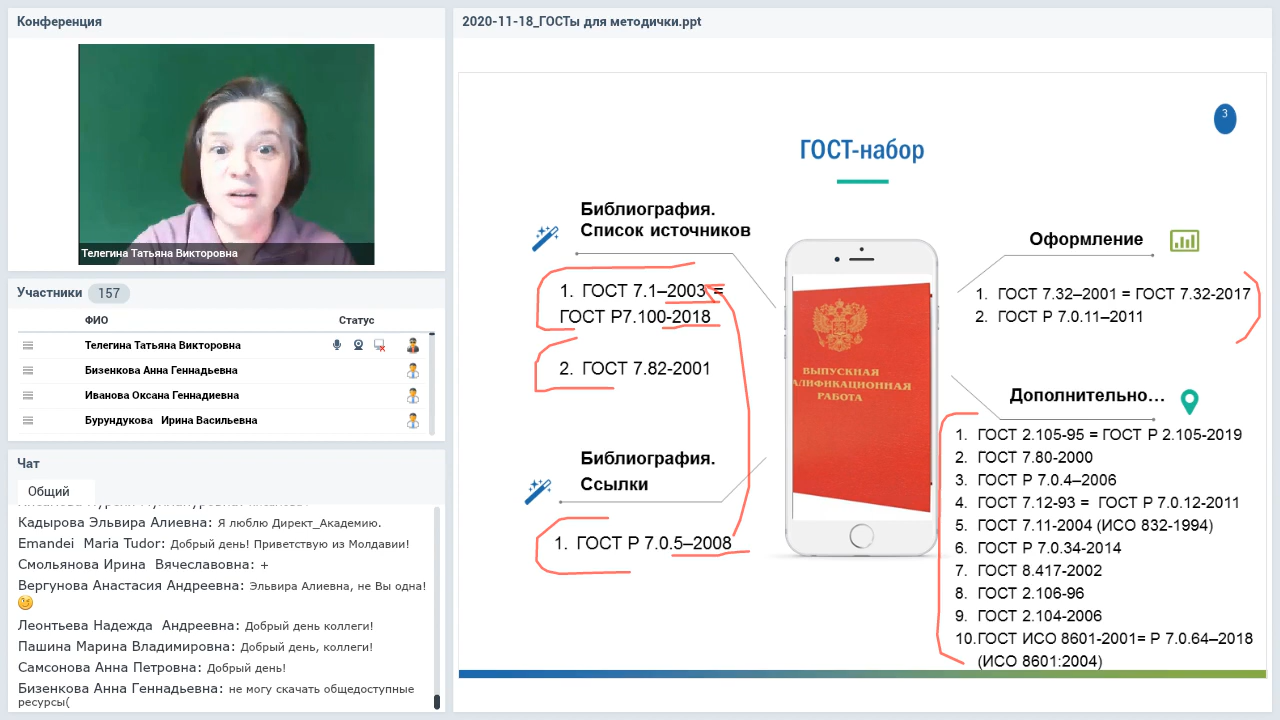 Конференция
Телегина Татьяна Викторовна
Участники 157
ФИО Статус
Телегина Татьяна Викторовна
Бизенкова Анна Геннадьевна
Иванова Оксана Геннадиевна
Бурундукова Ирина Васильевна
Чат
Общий
Кадырова Эльвира Алиевна: Я люблю Директ_Академию.
Emandei Maria Tudor: Добрый день! Приветствую из Молдавии!
Смольянова Ирина Вячеславовна: +
Вергунова Анастасия Андреевна: Эльвира Алиевна, не Вы одна!
Леонтьева Надежда Андреевна: Добрый день коллеги!
Пашина Марина Владимировна: Добрый день, коллеги!
Самсонова Анна Петровна: Добрый день!
Бизенкова Анна Геннадьевна: не могу скачать общедоступные
ресурсы(
2020-11-18_ГОСТы для методички.ppt
3
ГОСТ-набор
Библиография.
Список источников
1. ГОСТ 7.1–2003 =
ГОСТ Р7.100-2018
2. ГОСТ 7.82-2001
Библиография.
Ссылки
1. ГОСТ Р 7.0.5–2008
ВЫПУСКНАЯ
АЛИФИКАЦИОННАЯ
РАБОТА
Оформление
1. ГОСТ 7.32–2001 = ГОСТ 7.32-2017
2. ГОСТ Р 7.0.11–2011
Дополнительно...
1. ГОСТ 2.105-95 = ГОСТ Р 2.105-2019
2. ГОСТ 7.80-2000
3. ГОСТ Р 7.0.4–2006
4. ГОСТ 7.12-93 = ГОСТ Р 7.0.12-2011
5. ГОСТ 7.11-2004 (ИСО 832-1994)
6. ГОСТ Р 7.0.34-2014
7. ГОСТ 8.417-2002
8. ГОСТ 2.106-96
9. ГОСТ 2.104-2006
10.ГОСТ ИСО 8601-2001= Р 7.0.64–2018
(ИСО 8601:2004)